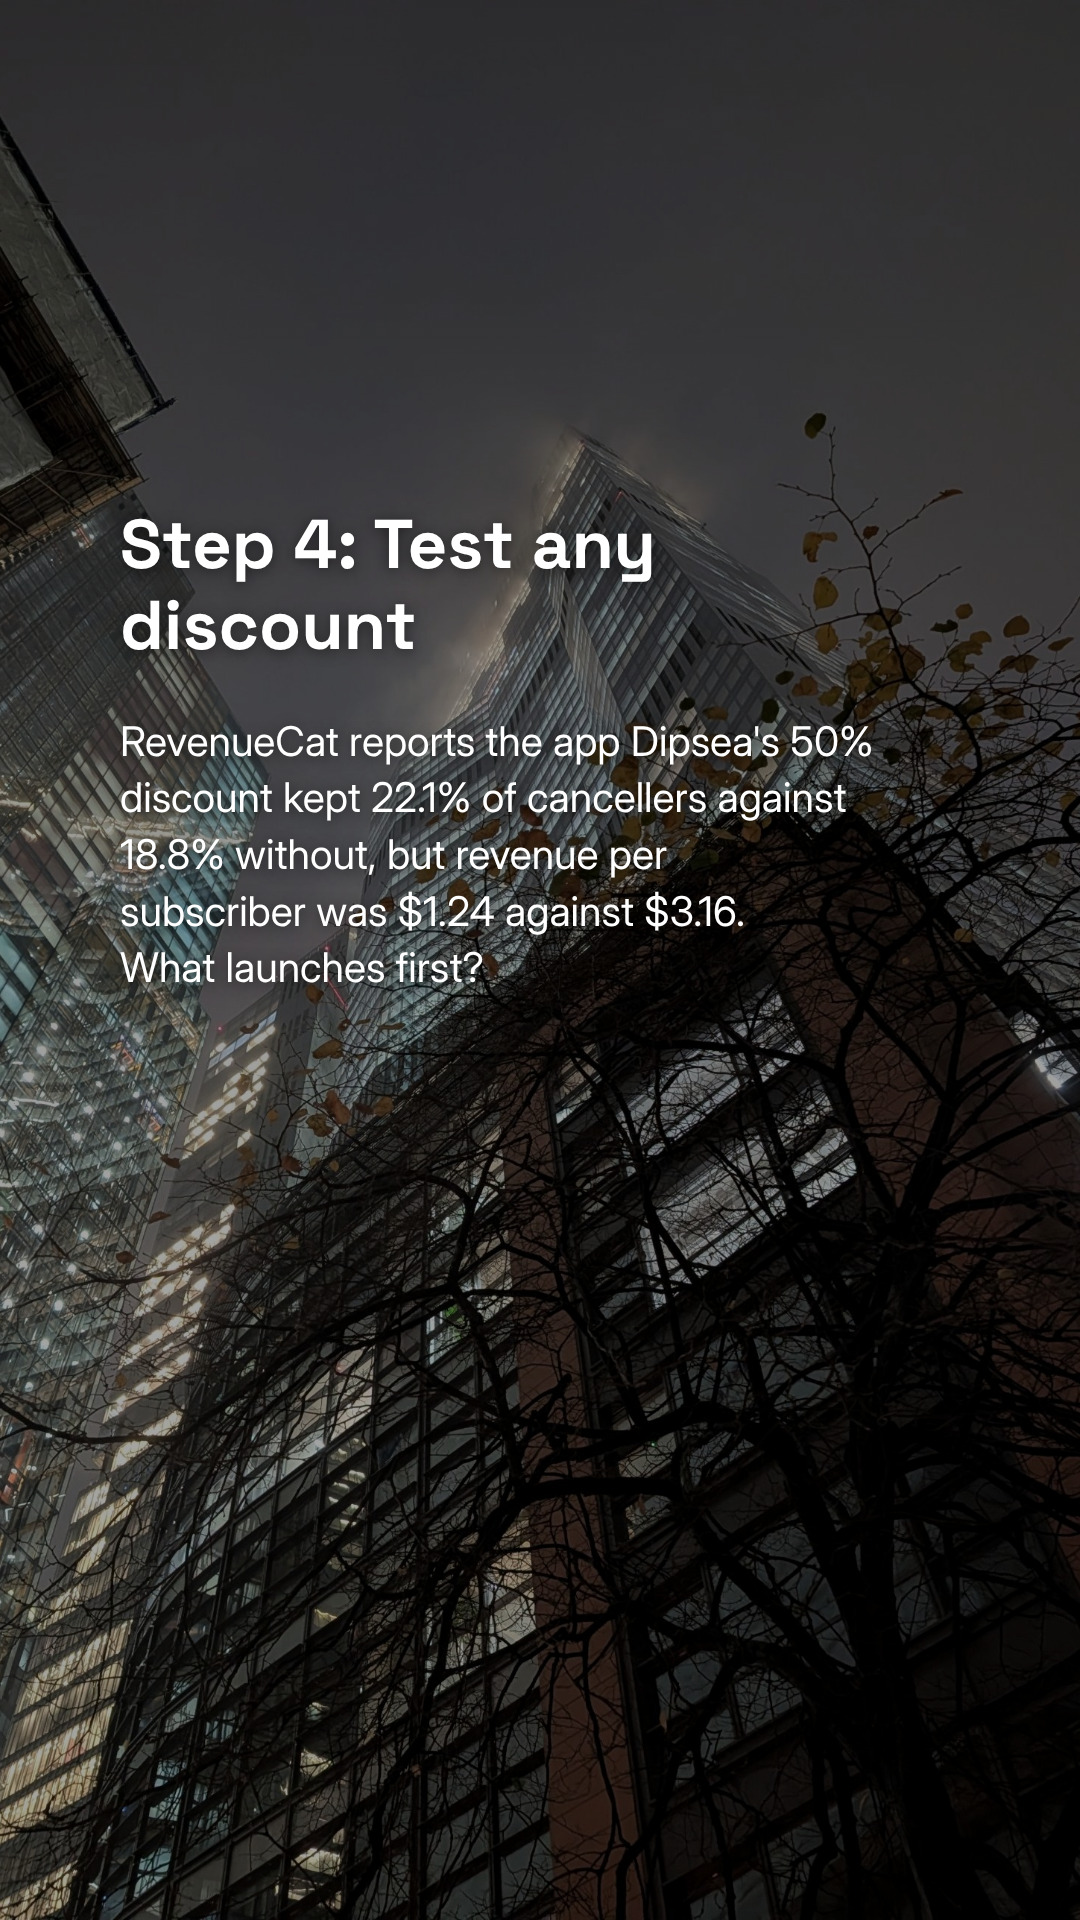 Step 4: Test any
discount
RevenueCat reports the app Dipsea's 50%
discount kept 22.1% of cancellers against
18.8% without, but revenue per
subscriber was $1.24 against $3.16.
What launches first?